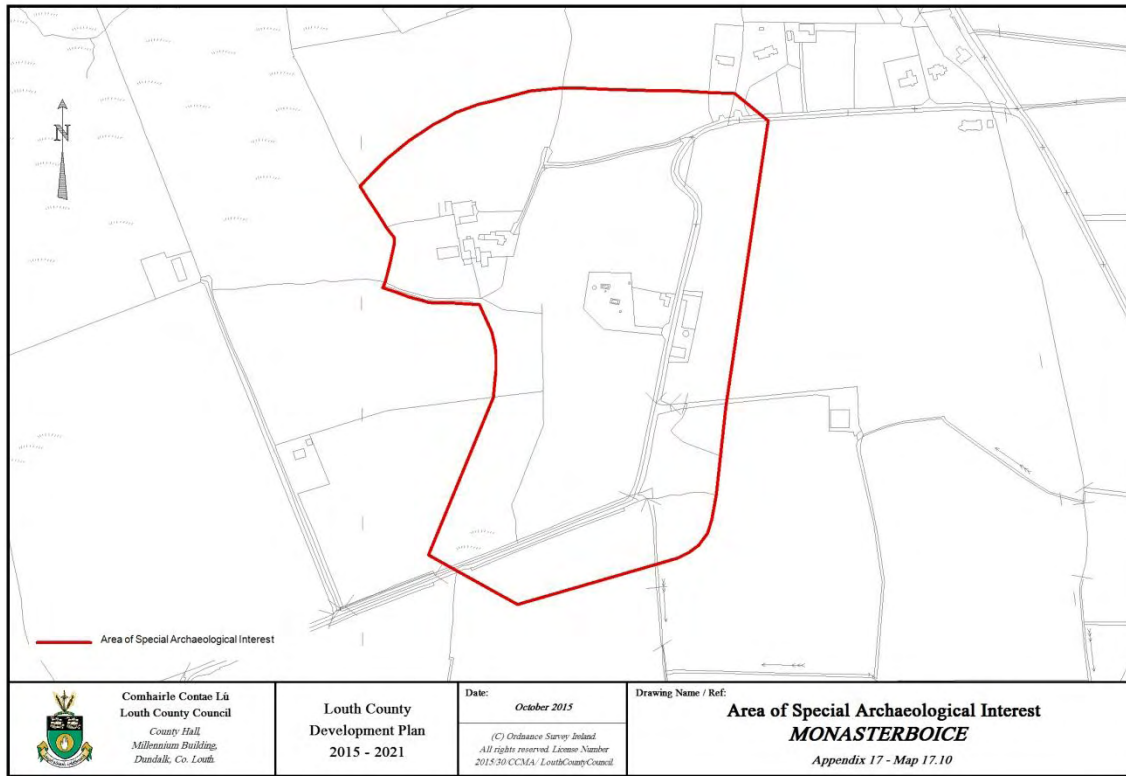 N
Area of Special Archaeological Interest
Comhairle Contae Lú
Louth County Council
County Hall,
Millennium Building,
Dundalk, Co. Louth.
Louth County
Development Plan
2015 - 2021
Date:
October 2015
(C) Ordnance Survey Ireland.
All rights reserved. License Number
2015/30/CCMA/ LouthCountyCouncil
Drawing Name / Ref:
Area of Special Archaeological Interest
MONASTERBOICE
Appendix 17 - Map 17.10